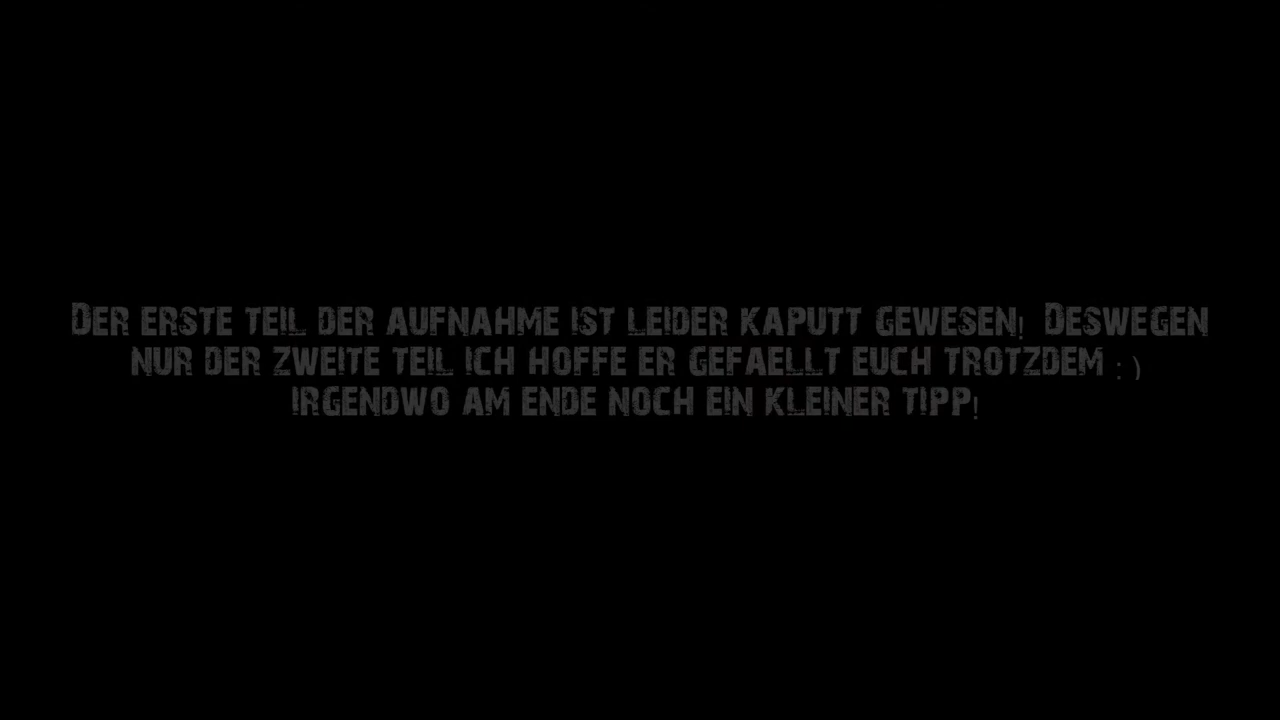 Der erste teil der aufnahme ist leider kaputt gewesen! Deswegen
nur der zweite teil ich hoffe er gefaellt euch trotzdem :)
irgendwo am ende noch ein kleiner tipp!